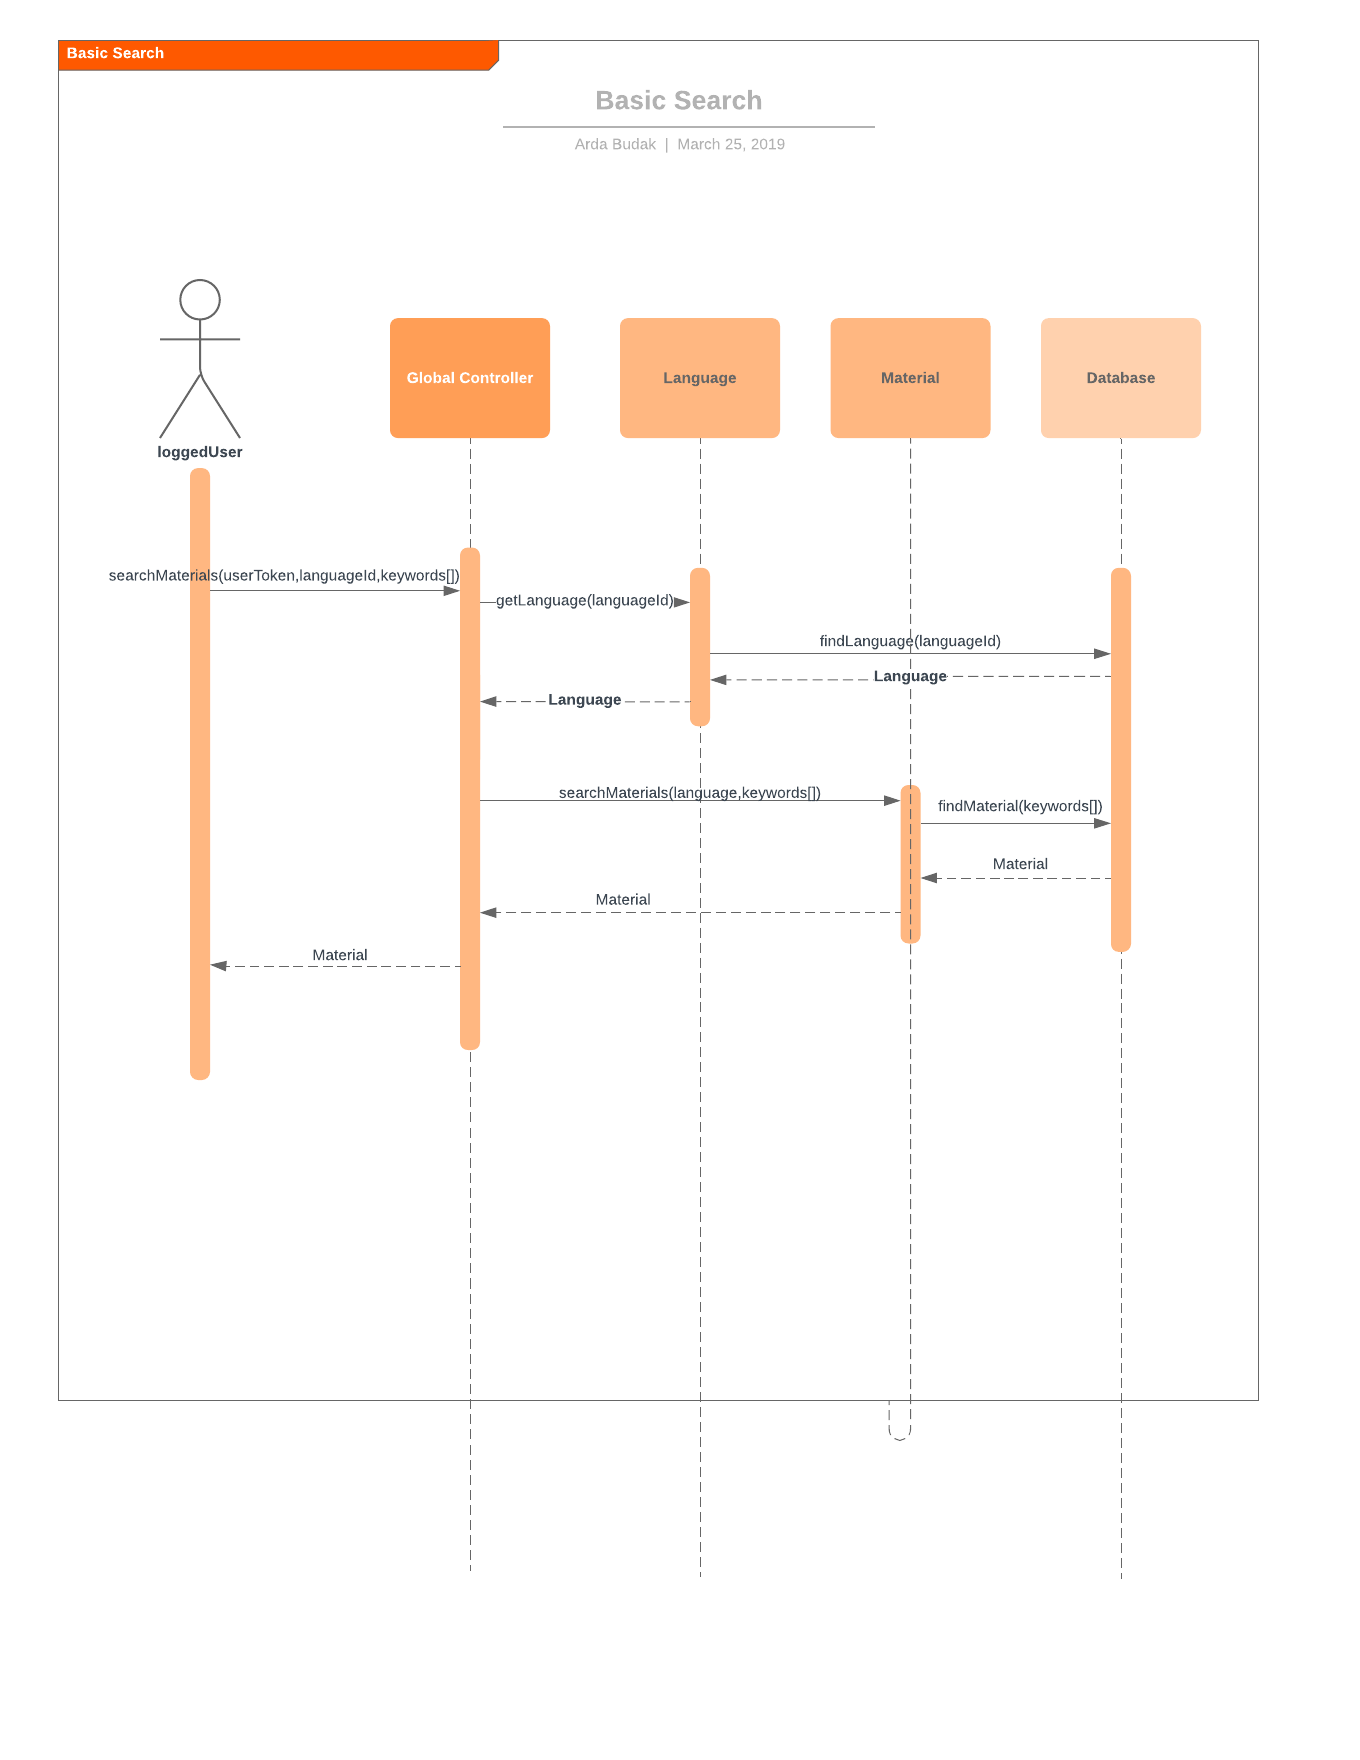 Basic Search
Basic Search
Arda Budak | March 25, 2019
Global Controller
Language
Material
Database
loggedUser
searchMaterials(userToken,languageId,keywords[])
getLanguage(languageId)
findLanguage(languageId)
Language
Language
searchMaterials(language,keywords[])
findMaterial(keywords[])
Material
Material
Material